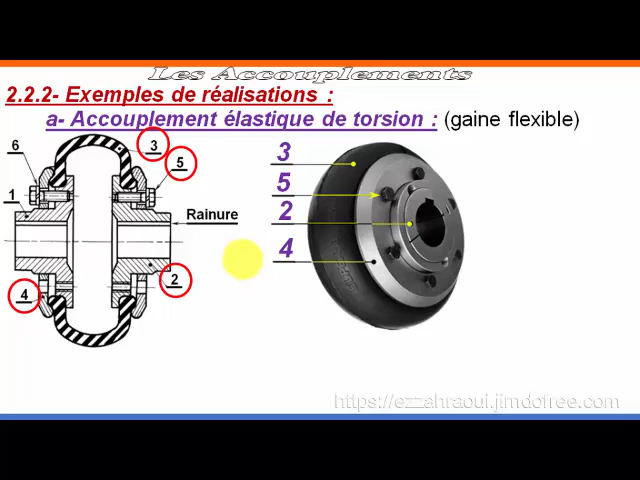 Les Accouplements
2.2.2- Exemples de réalisations :
a- Accouplement élastique de torsion : (gaine flexible)
6
3
5
1
Rainure
2
4
3
5
2
4
https://ezzahraoui.jimdofree.com